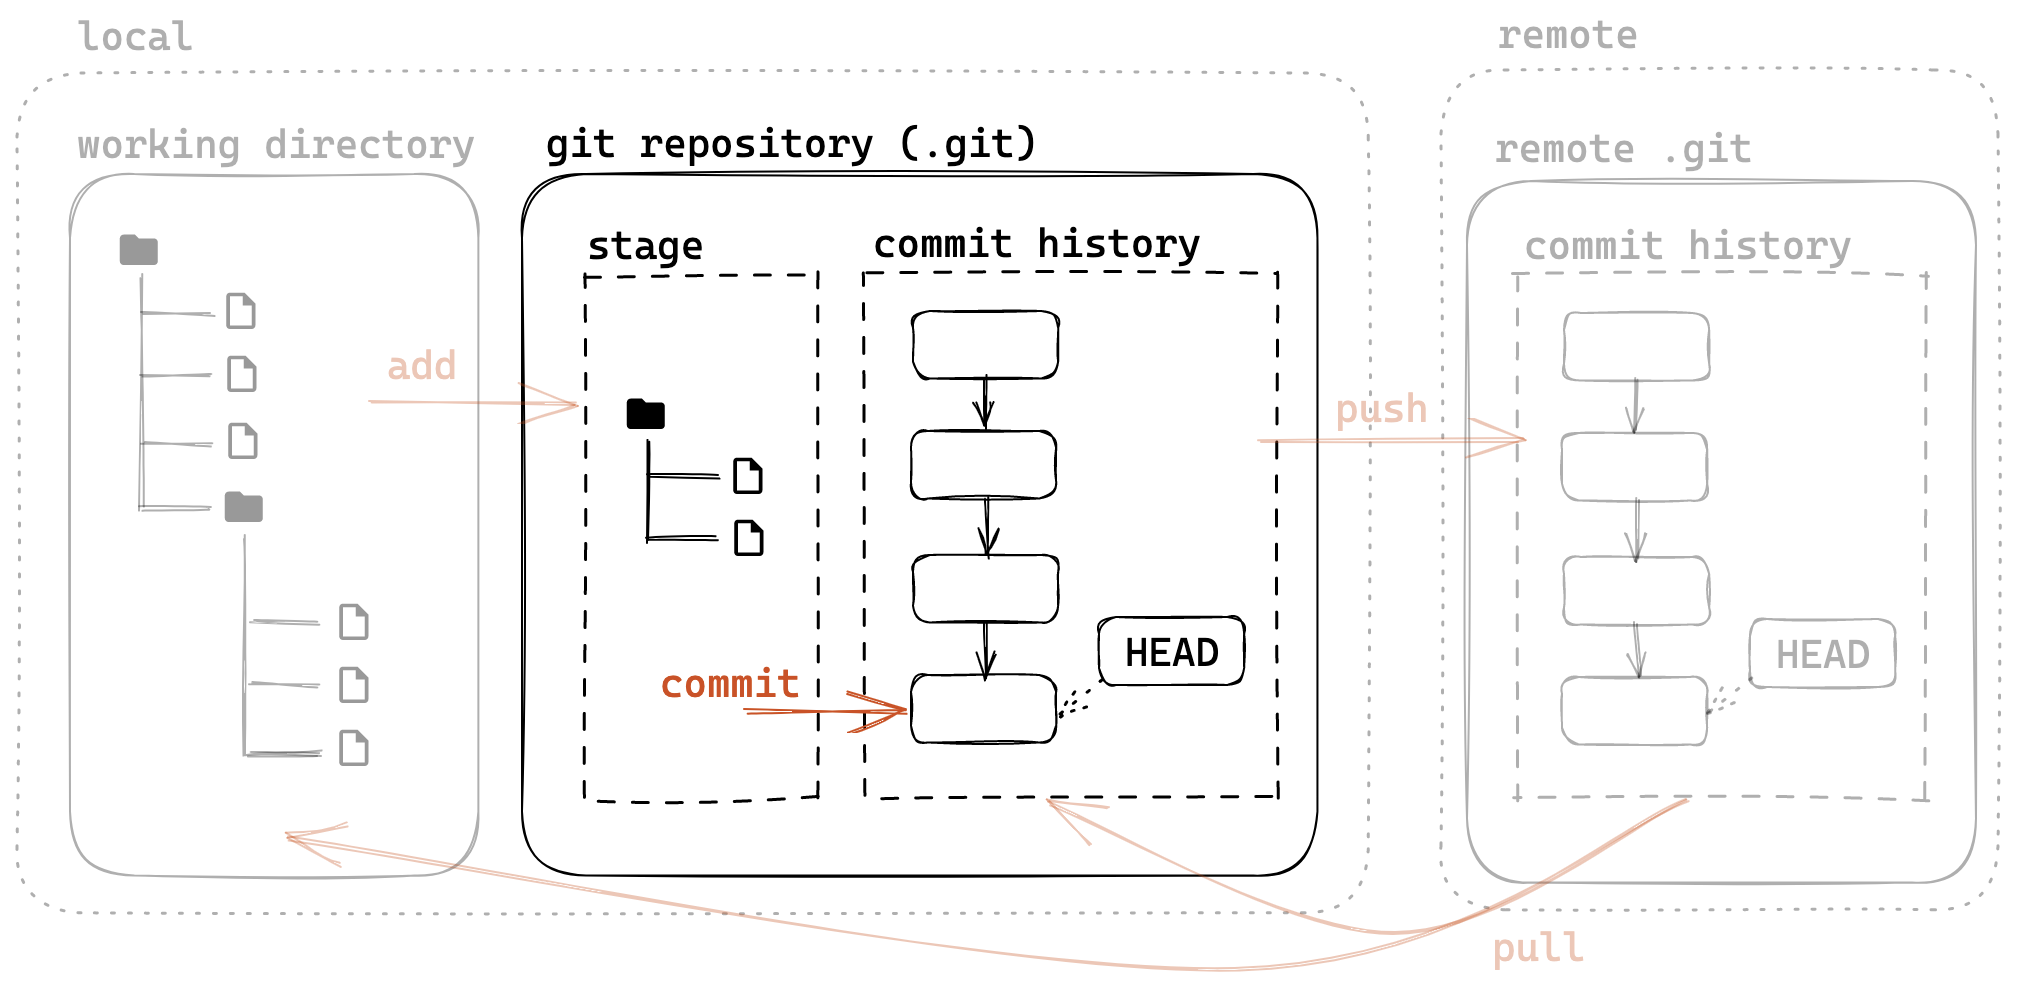 local
remote
working directory
git repository (.git)
remote .git
stage
commit history
commit history
add
push
HEAD
HEAD
commit
pull